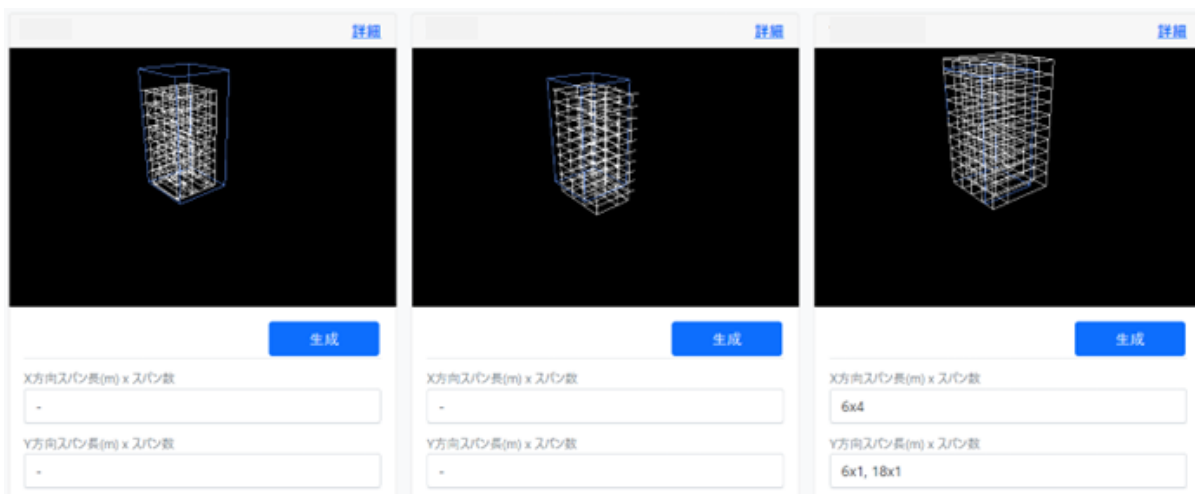 詳細
詳細
詳細
生成
生成
生成
X方向スパン長(m) x スパン数
X方向スパン長(m) x スパン数
X方向スパン長(m) x スパン数
-
-
6x4
Y方向スパン長(m) x スパン数
Y方向スパン長(m) x スパン数
Y方向スパン長(m) x スパン数
-
-
6x1, 18x1